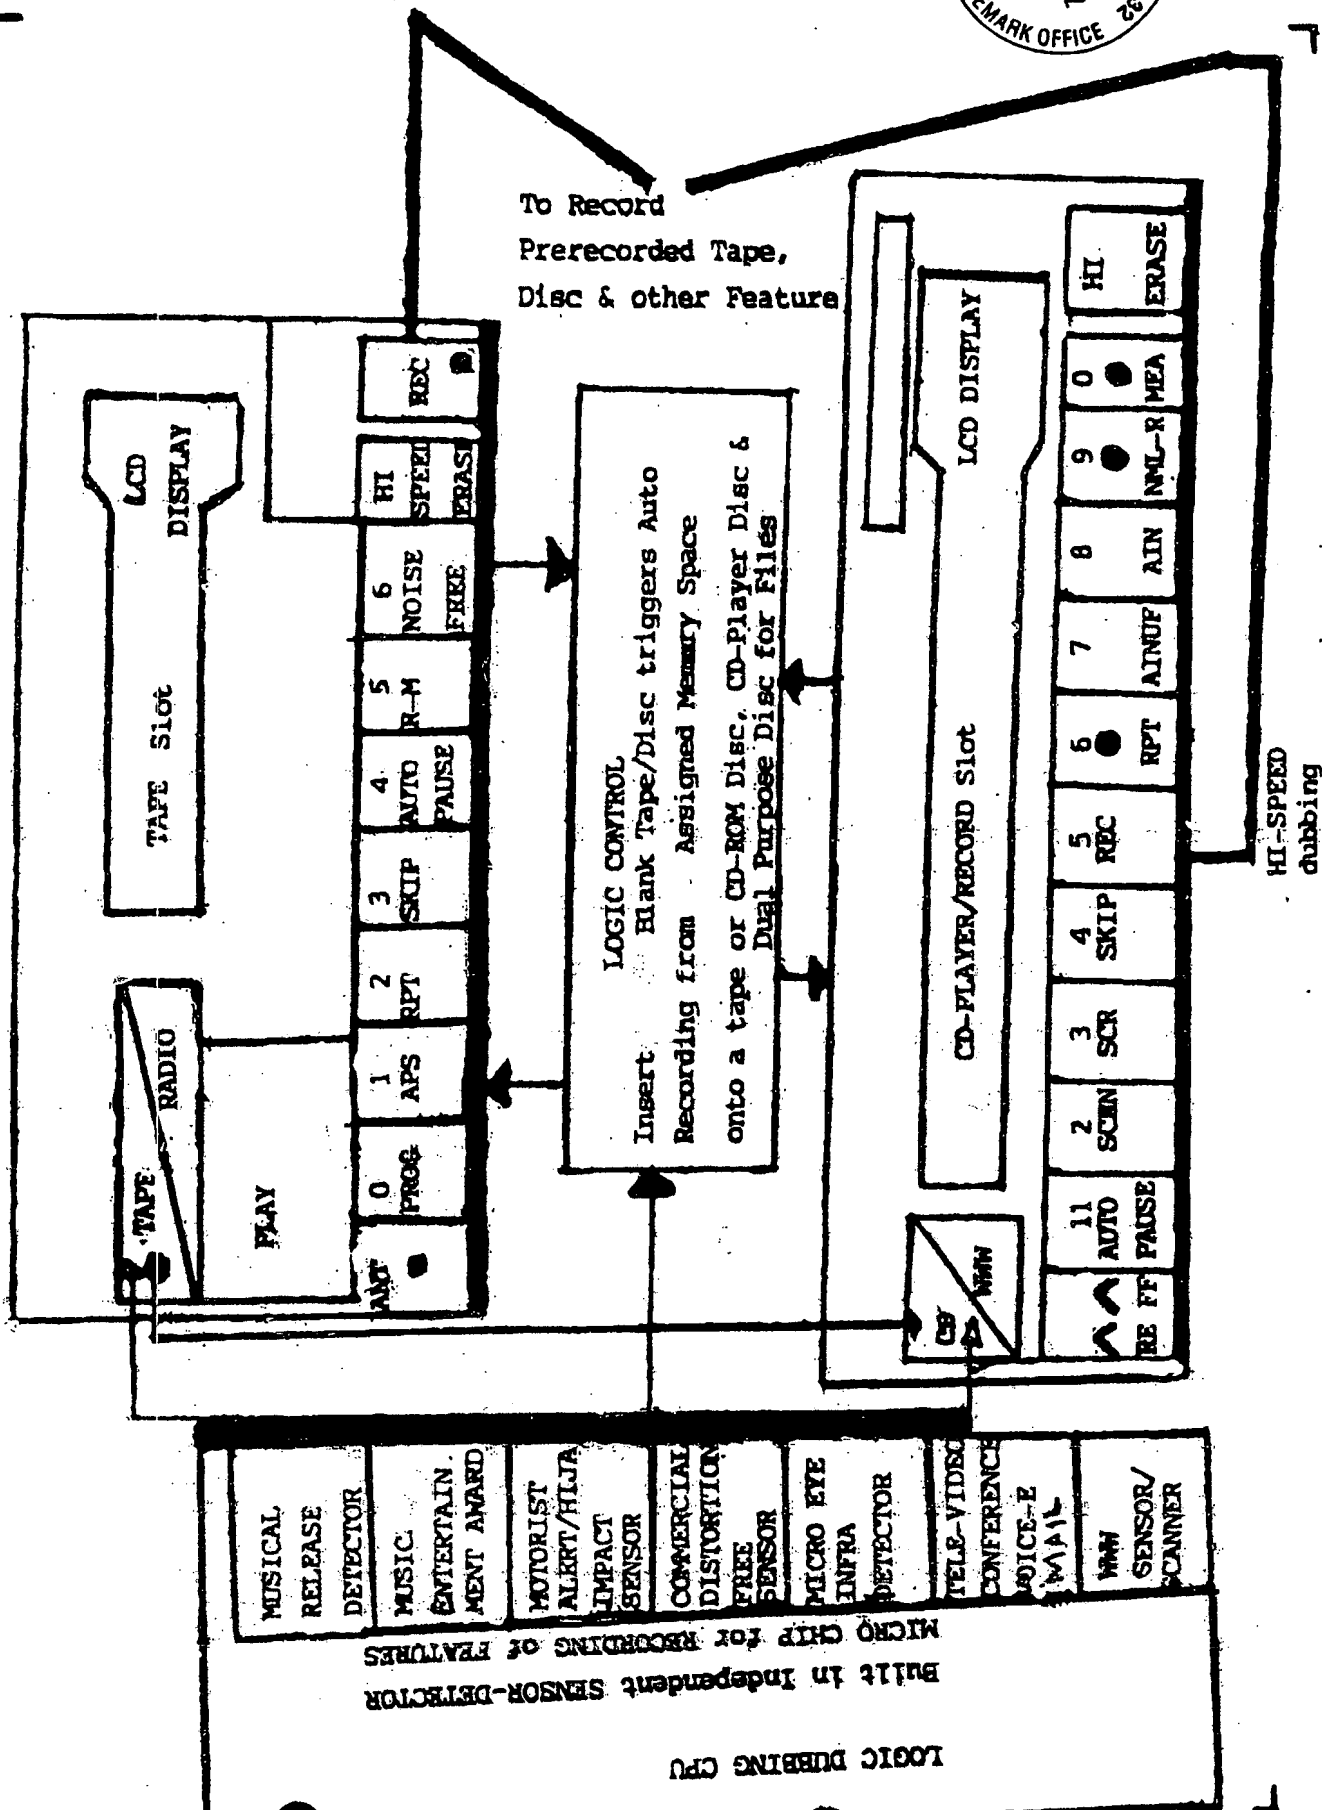 EMARK OFFICE
32
To Record
Prerecorded Tape,
Disc & other Feature
LCD
DISPLAY
TAPE Slot
TAPE
RADIO
PLAY
ANT
0
PROG
1
APS
2
RPT
3
SKIP
4
AUTO
PAUSE
5
R-M
6
NOISE
FREE
HI
SPEED
ERASE
REC
LOGIC CONTROL
Insert Blank Tape/Disc triggers Auto
Recording from Assigned Memory Space
onto a tape or CD-ROM Disc, CD-Player Disc &
Dual Purpose Disc for Files
LCD DISPLAY
CD-PLAYER/RECORD Slot
CD
WWW
RE FF
11
AUTO
PAUSE
2
SCHN
3
SCR
4
SKIP
5
REC
6
RPT
7
AINUF
8
AIN
9
NML-R
0
MEA
HI
ERASE
HI-SPEED
dubbing
MUSICAL
RELEASE
DETECTOR
MUSIC
ENTERTAIN.
MENT AWARD
MOTORIST
ALERT/HIJA
IMPACT
SENSOR
COMMERCIAL
DISTORTION
FREE
SENSOR
MICRO EYE
INFRA
DETECTOR
TELE-VIDEO
CONFERENCE
VOICE-E
MAIL
WWW
SENSOR/
SCANNER
LOGIC DUBBING CPU
Built in Independent SENSOR-DETECTOR
MICRO CHIP for RECORDING of FEATURES